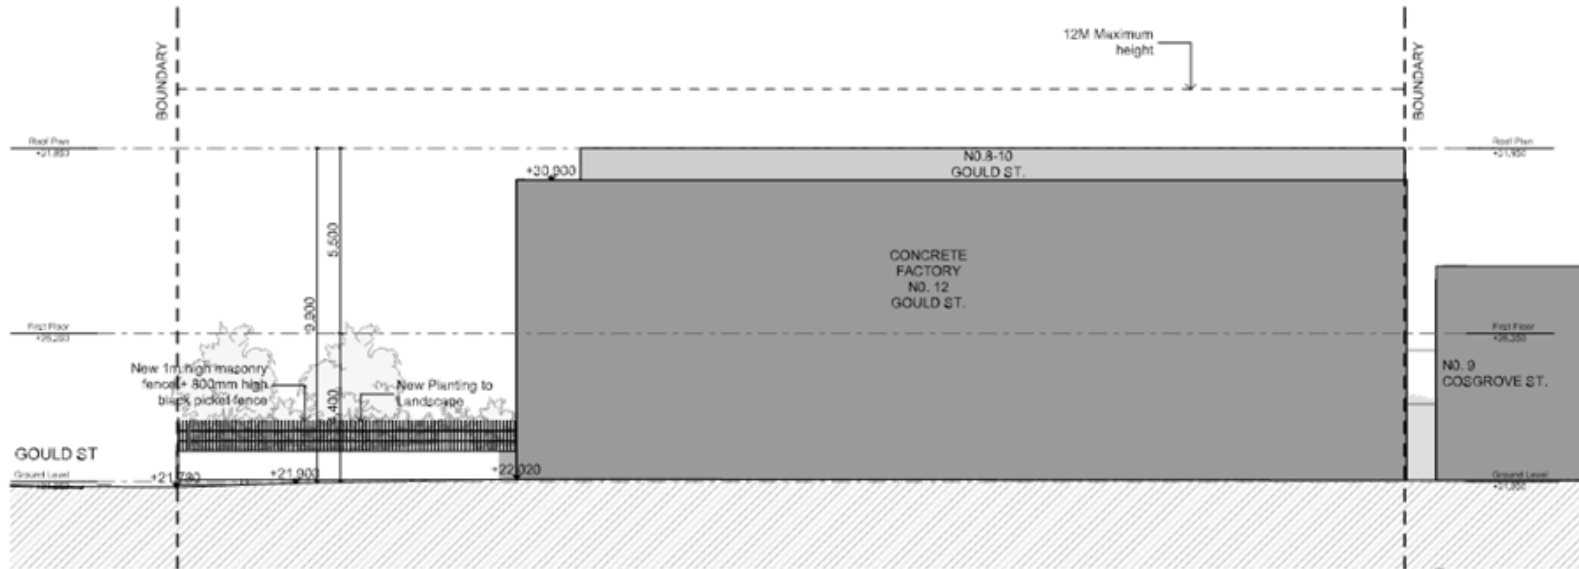 BOUNDARY
12M Maximum
height
BOUNDARY
Roof Plan
Roof Plan
+31,950
N0.8-10
GOULD ST.
+30,900
5,500
9,900
CONCRETE
FACTORY
N0. 12
GOULD ST.
First Floor
First Floor
New 1m high masonry
fence + 800mm high
black picket fence
New Planting to
Landscape
N0. 9
COSGROVE ST.
GOULD ST
Ground Level
+21,780
+21,900
+22,020
Ground Level